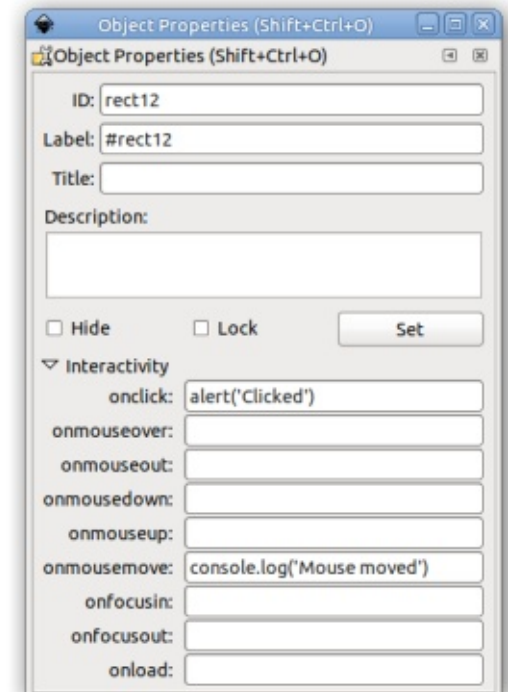 Object Properties (Shift+Ctrl+O)
Object Properties (Shift+Ctrl+O)
ID: rect12
Label: #rect12
Title:
Description:
Hide Lock Set
Interactivity
onclick: alert('Clicked')
onmouseover:
onmouseout:
onmousedown:
onmouseup:
onmousemove: console.log('Mouse moved')
onfocusin:
onfocusout:
onload: